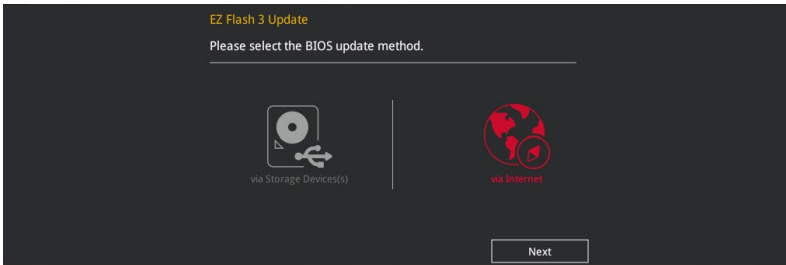 EZ Flash 3 Update
Please select the BIOS update method.
via Storage Devices(s)
via Internet
Next